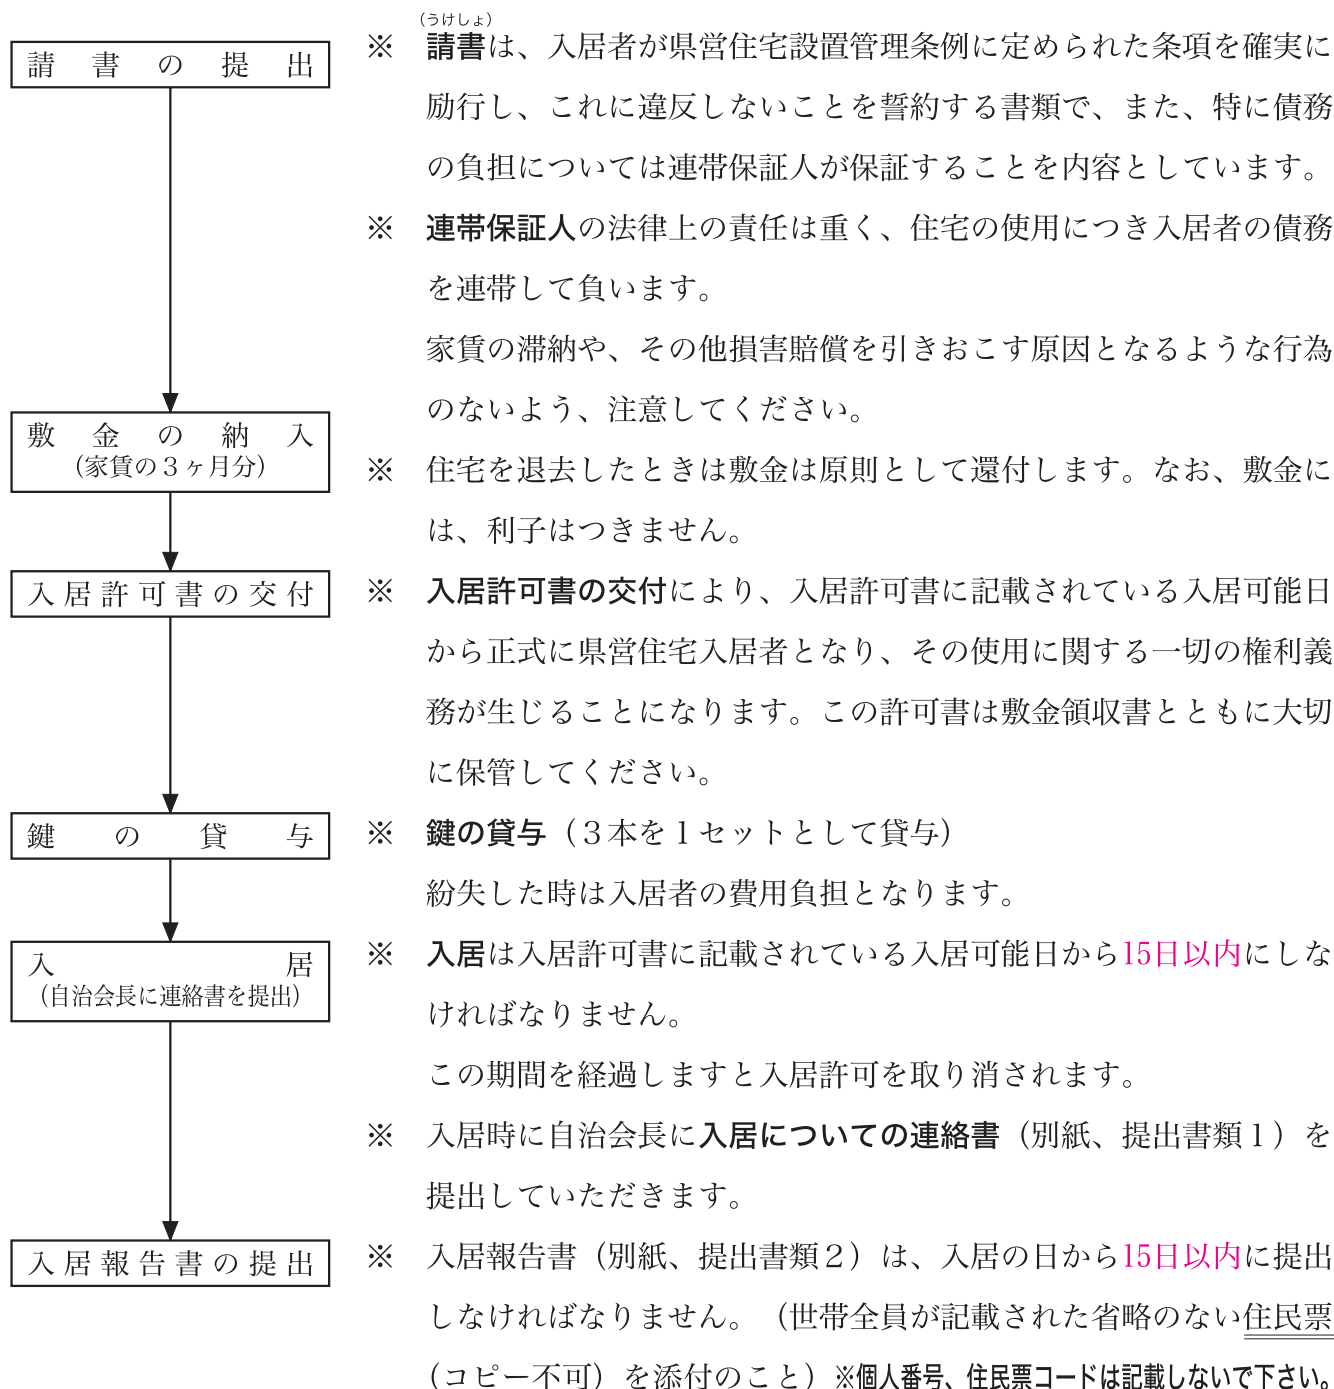 請書の提出
敷金の納入
（家賃の３ヶ月分）
入居許可書の交付
鍵の貸与
入居
（自治会長に連絡書を提出）
入居報告書の提出
（うけしょ）
※　請書は、入居者が県営住宅設置管理条例に定められた条項を確実に
励行し、これに違反しないことを誓約する書類で、また、特に債務
の負担については連帯保証人が保証することを内容としています。
※　連帯保証人の法律上の責任は重く、住宅の使用につき入居者の債務
を連帯して負います。
家賃の滞納や、その他損害賠償を引きおこす原因となるような行為
のないよう、注意してください。
※　住宅を退去したときは敷金は原則として還付します。なお、敷金に
は、利子はつきません。
※　入居許可書の交付により、入居許可書に記載されている入居可能日
から正式に県営住宅入居者となり、その使用に関する一切の権利義
務が生じることになります。この許可書は敷金領収書とともに大切
に保管してください。
※　鍵の貸与（３本を１セットとして貸与）
紛失した時は入居者の費用負担となります。
※　入居は入居許可書に記載されている入居可能日から15日以内にしな
ければなりません。
この期間を経過しますと入居許可を取り消されます。
※　入居時に自治会長に入居についての連絡書（別紙、提出書類１）を
提出していただきます。
※　入居報告書（別紙、提出書類２）は、入居の日から15日以内に提出
しなければなりません。（世帯全員が記載された省略のない住民票
（コピー不可）を添付のこと）※個人番号、住民票コードは記載しないで下さい。